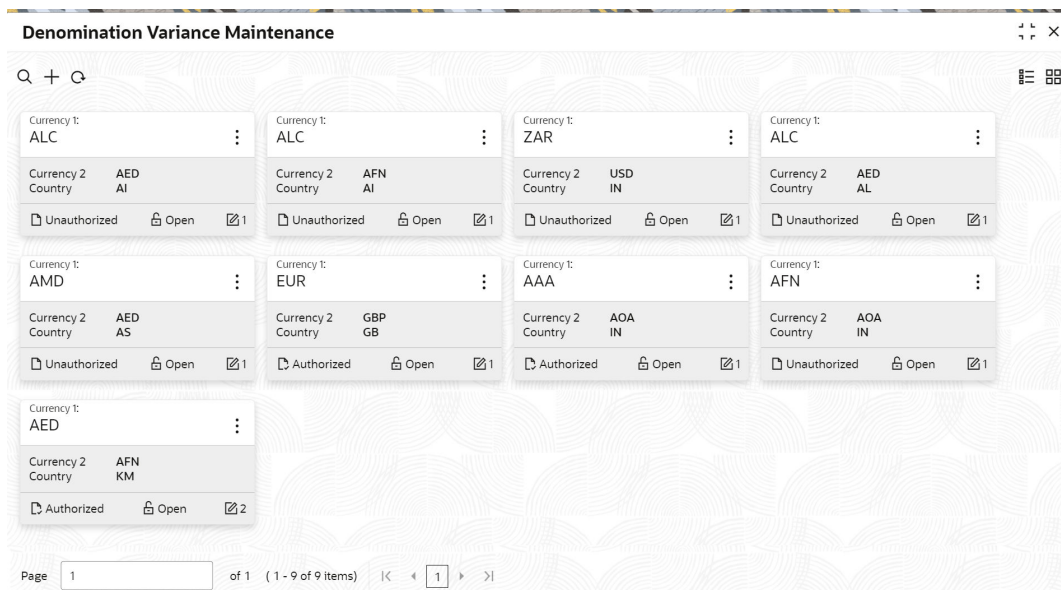 Denomination Variance Maintenance
Currency 1:
ALC
Currency 2 AED
Country AI
Unauthorized Open 1
Currency 1:
ALC
Currency 2 AFN
Country AI
Unauthorized Open 1
Currency 1:
ZAR
Currency 2 USD
Country IN
Unauthorized Open 1
Currency 1:
ALC
Currency 2 AED
Country AL
Unauthorized Open 1
Currency 1:
AMD
Currency 2 AED
Country AS
Unauthorized Open 1
Currency 1:
EUR
Currency 2 GBP
Country GB
Authorized Open 1
Currency 1:
AAA
Currency 2 AOA
Country IN
Authorized Open 1
Currency 1:
AFN
Currency 2 AOA
Country IN
Unauthorized Open 1
Currency 1:
AED
Currency 2 AFN
Country KM
Authorized Open 2
Page 1 of 1 ( 1 - 9 of 9 items) 1